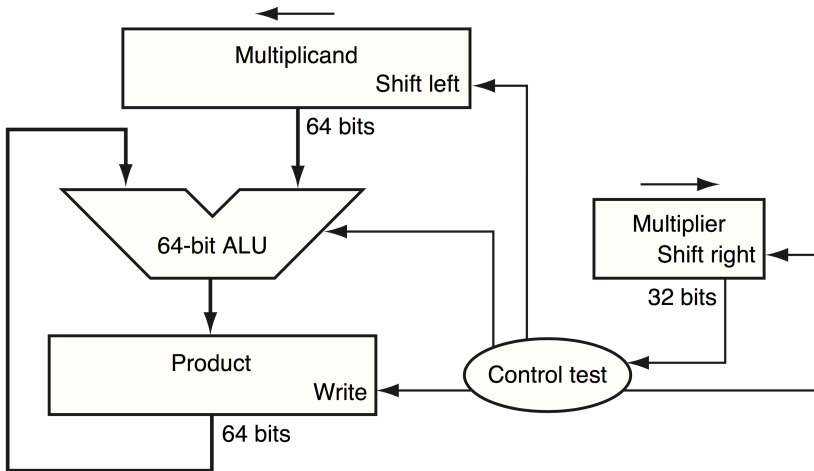 Multiplicand
Shift left
64 bits
64-bit ALU
Multiplier
Shift right
32 bits
Product
Write
Control test
64 bits